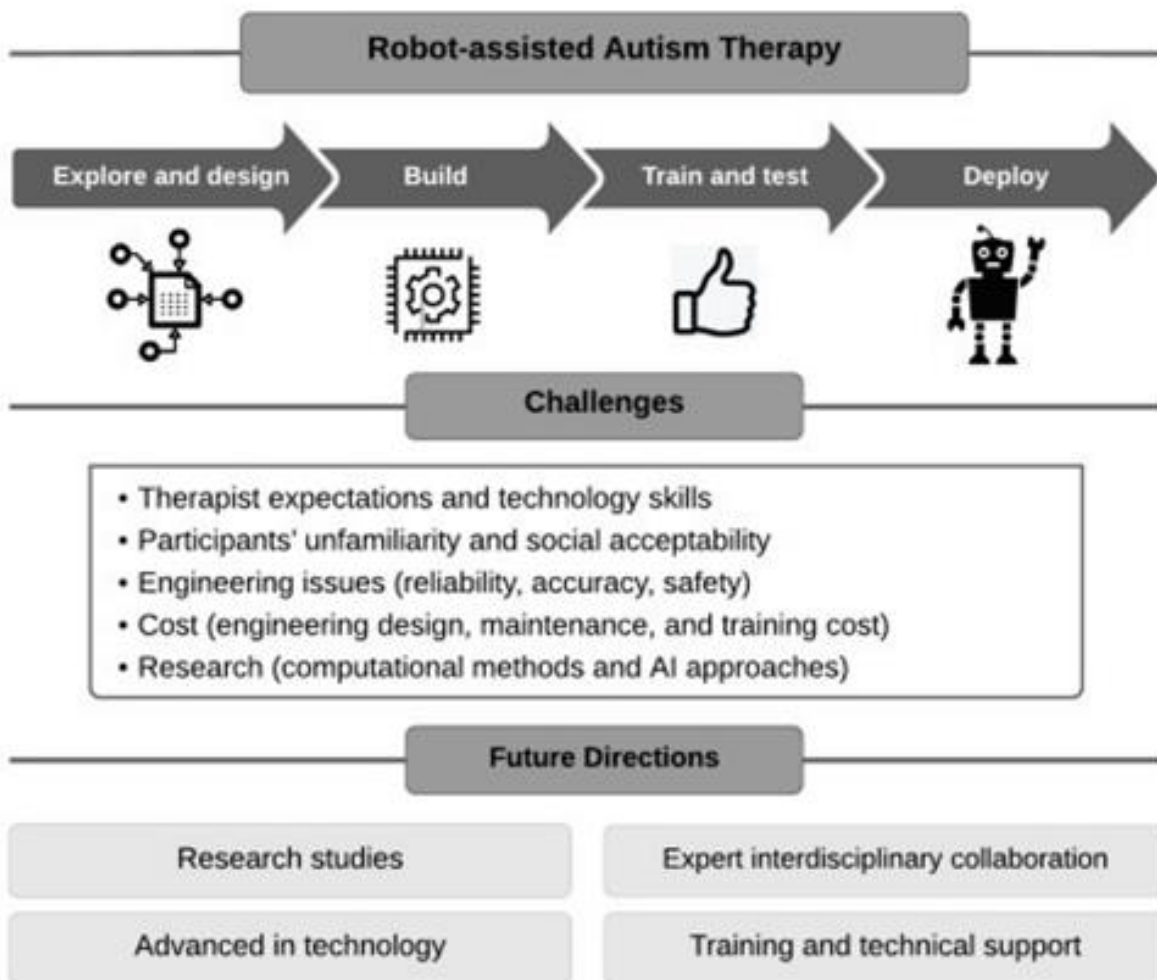 Robot-assisted Autism Therapy
Explore and design
Build
Train and test
Deploy
Challenges
• Therapist expectations and technology skills
• Participants' unfamiliarity and social acceptability
• Engineering issues (reliability, accuracy, safety)
• Cost (engineering design, maintenance, and training cost)
• Research (computational methods and AI approaches)
Future Directions
Research studies
Expert interdisciplinary collaboration
Advanced in technology
Training and technical support